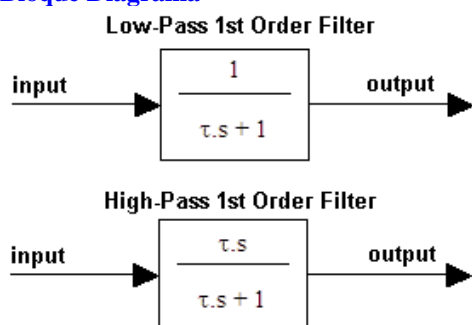 Bloque Diagrama
Low-Pass 1st Order Filter
input
1
output
τ.s + 1
High-Pass 1st Order Filter
input
τ.s
output
τ.s + 1